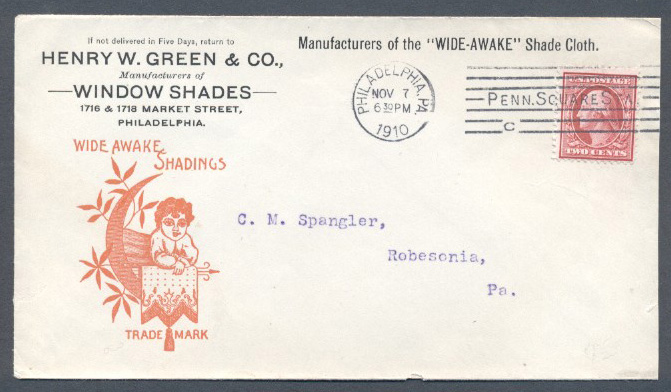 If not delivered in Five Days, return to
HENRY W. GREEN & CO.,
Manufacturers of
WINDOW SHADES
1716 & 1718 MARKET STREET,
PHILADELPHIA.
Manufacturers of the "WIDE-AWAKE" Shade Cloth.
PHILADELPHIA, PA.
NOV 7
6 30 PM
1910
PENN. SQUARE
C
U.S. POSTAGE
TWO CENTS
WIDE AWAKE
SHADINGS
TRADE MARK
C. M. Spangler,
Robesonia,
Pa.